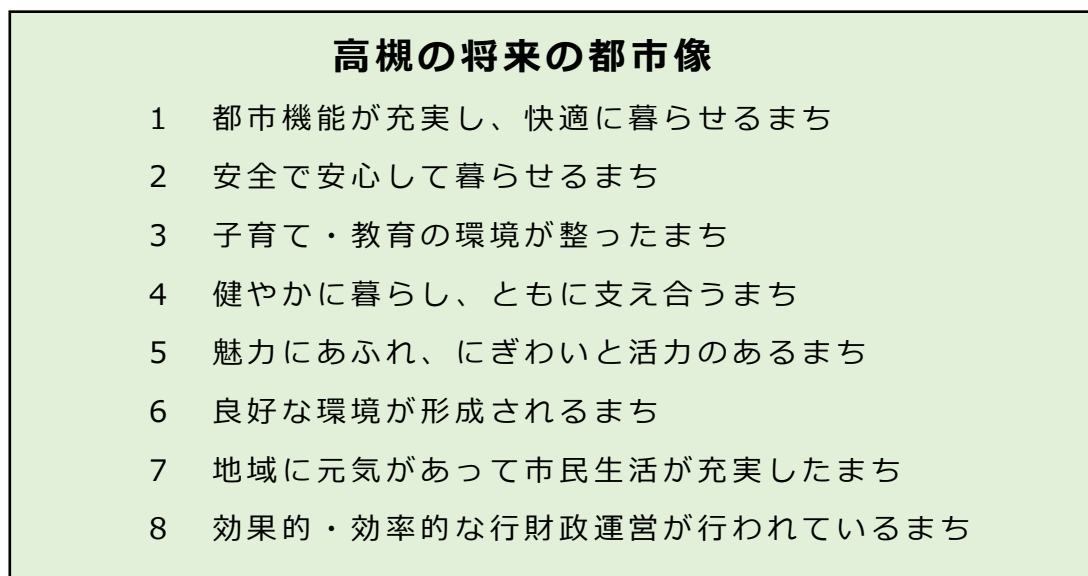 高槻の将来の都市像
1 都市機能が充実し、快適に暮らせるまち
2 安全で安心して暮らせるまち
3 子育て・教育の環境が整ったまち
4 健やかに暮らし、ともに支え合うまち
5 魅力にあふれ、にぎわいと活力のあるまち
6 良好な環境が形成されるまち
7 地域に元気があって市民生活が充実したまち
8 効果的・効率的な行財政運営が行われているまち